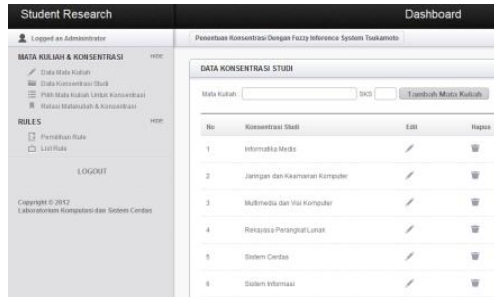 Student Research
Dashboard
Logged as Administrator
Penentuan Konsentrasi Dengan Fuzzy Inference System Tsukamoto
MATA KULIAH & KONSENTRASI HIDE
Data Mata Kuliah
Data Konsentrasi Studi
Pilih Mata Kuliah Untuk Konsentrasi
Relasi Matakuliah & Konsentrasi
RULES HIDE
Pemilihan Rule
List Rule
LOGOUT
Copyright © 2012
Laboratorium Komputasi dan Sistem Cerdas
DATA KONSENTRASI STUDI
Mata Kuliah SKS Tambah Mata Kuliah
No Konsentrasi Studi Edit Hapus
1 Informatika Medis
2 Jaringan dan Keamanan Komputer
3 Multimedia dan Visi Komputer
4 Rekayasa Perangkat Lunak
5 Sistem Cerdas
6 Sistem Informasi